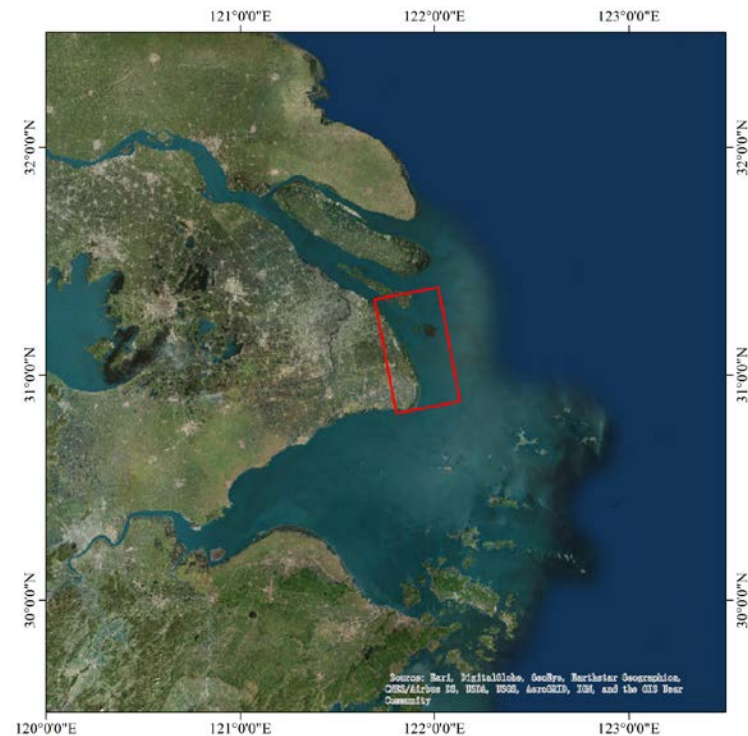 121°0'0"E 122°0'0"E 123°0'0"E
32°0'0"N 32°0'0"N
31°0'0"N 31°0'0"N
30°0'0"N 30°0'0"N
Source: Esri, DigitalGlobe, GeoEye, Earthstar Geographics,
CNES/Airbus DS, USDA, USGS, AeroGRID, IGN, and the GIS User
Community
120°0'0"E 121°0'0"E 122°0'0"E 123°0'0"E